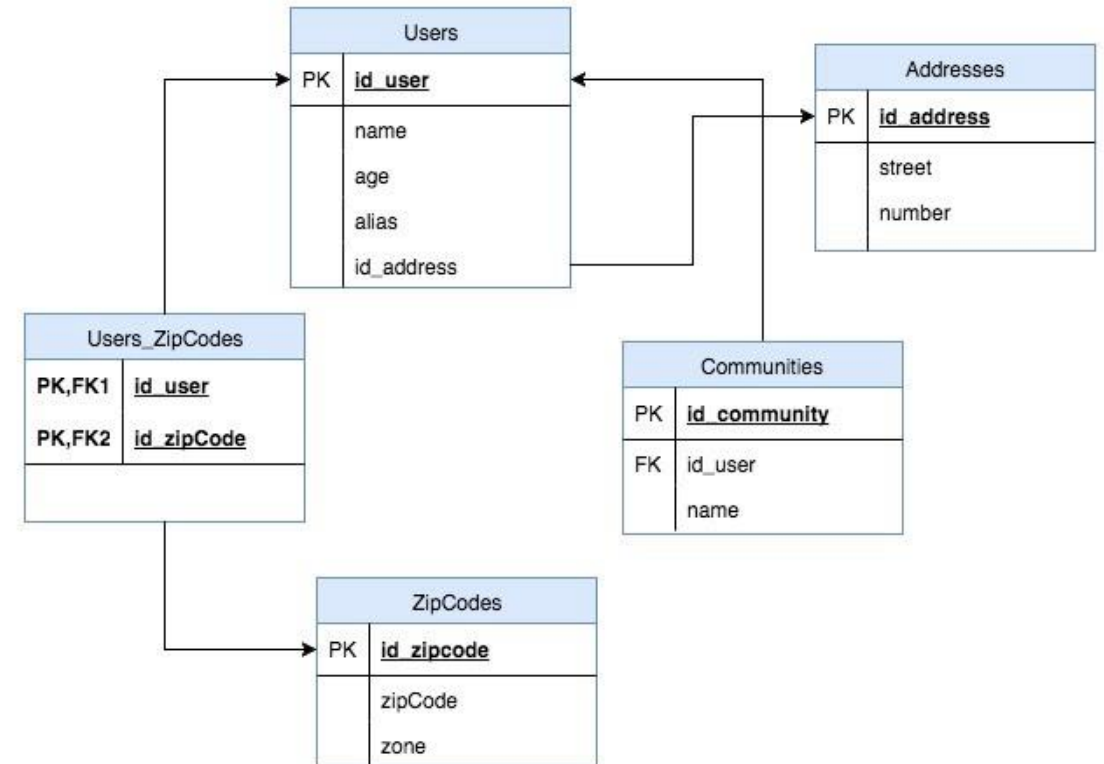 Users
PK id_user
name
age
alias
id_address
Addresses
PK id_address
street
number
Users_ZipCodes
PK,FK1 id_user
PK,FK2 id_zipCode
Communities
PK id_community
FK id_user
name
ZipCodes
PK id_zipcode
zipCode
zone